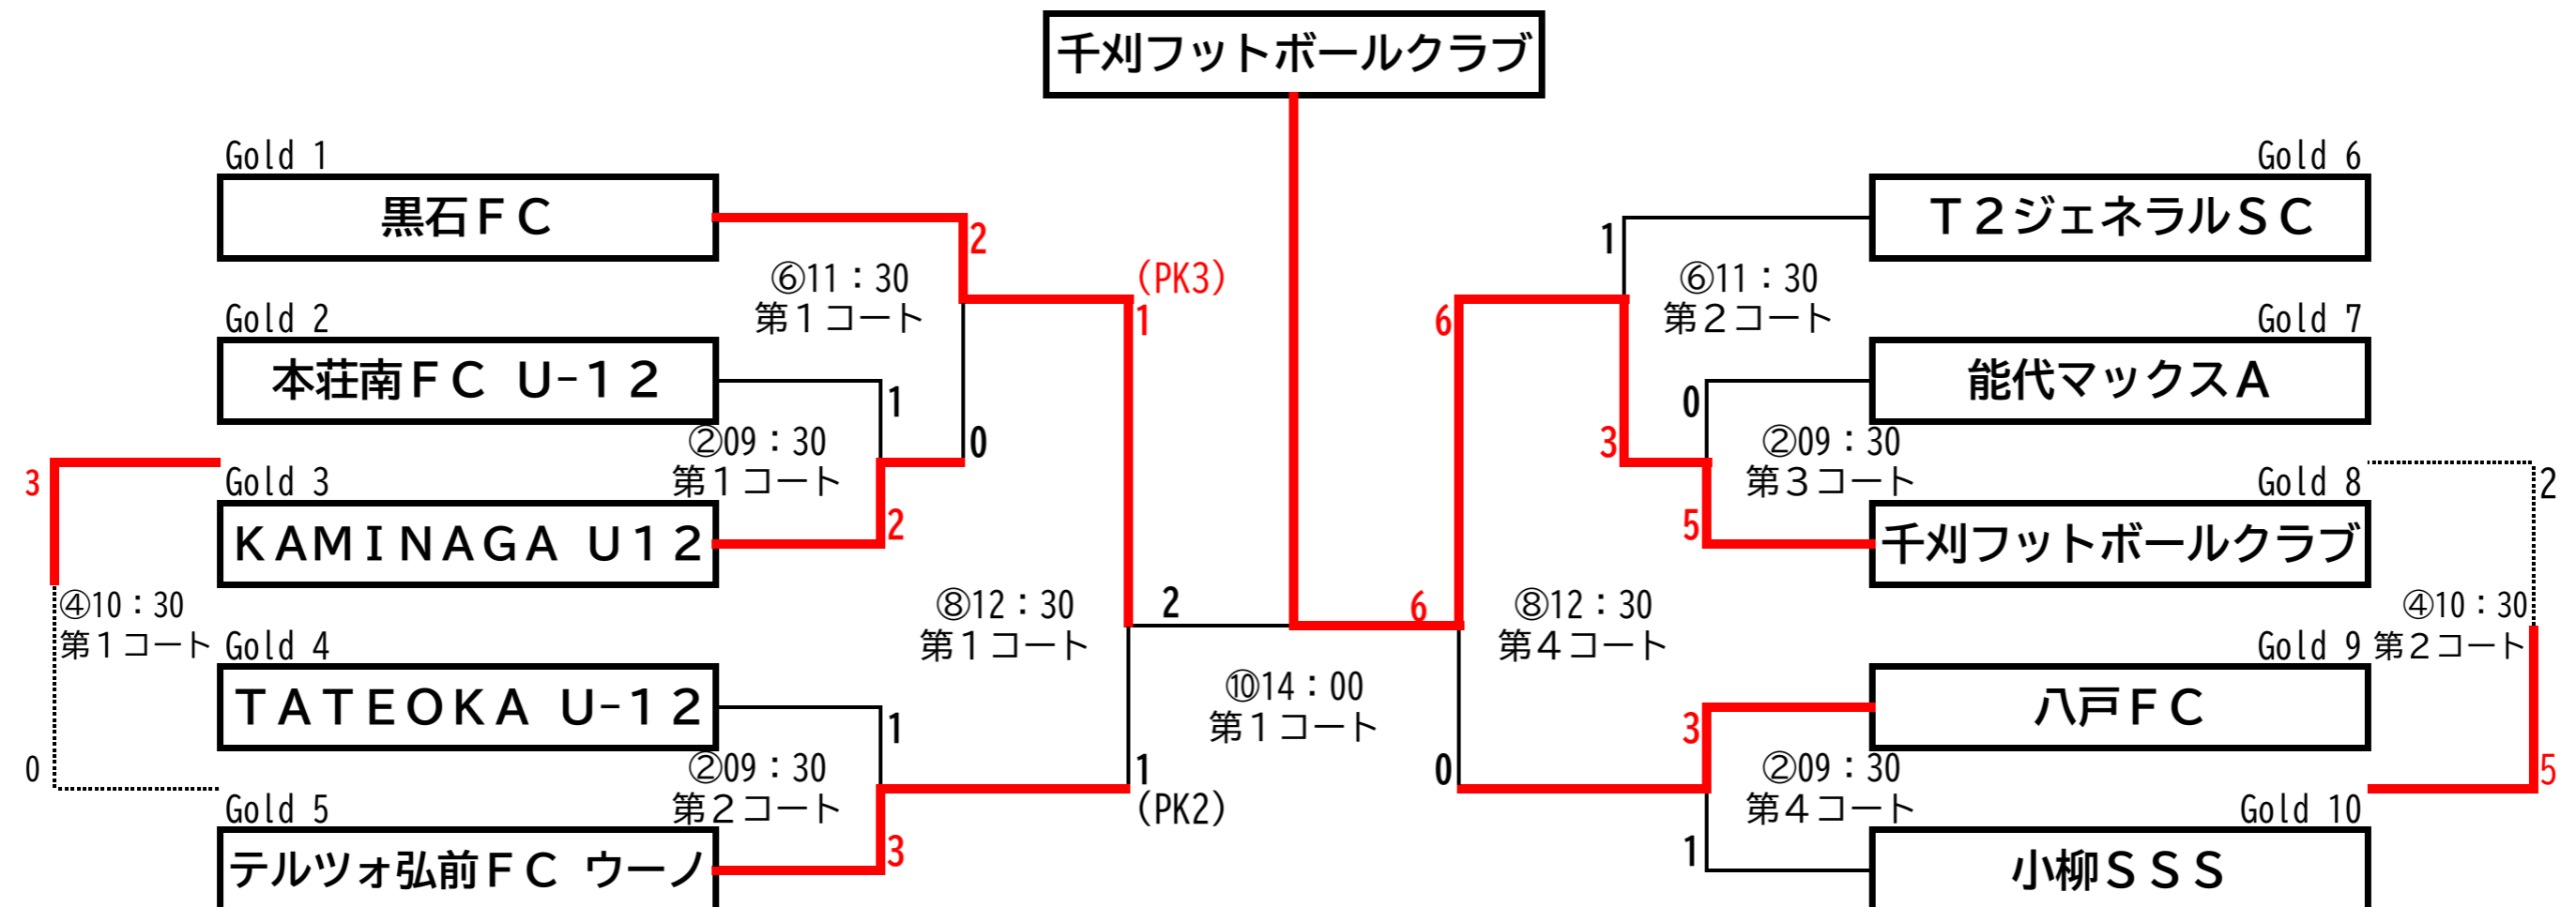 千刈フットボールクラブ
Gold 1
黒石ＦＣ
Gold 2
本荘南ＦＣ Ｕ-１２
Gold 3
ＫＡＭＩＮＡＧＡ Ｕ１２
Gold 4
ＴＡＴＥＯＫＡ Ｕ-１２
Gold 5
テルツォ弘前ＦＣ ウーノ
3
④10：30
第１コート
0
2
⑥11：30
第１コート
0
1
②09：30
第１コート
2
1
②09：30
第２コート
3
(PK3)
1
⑧12：30
第１コート
1
(PK2)
2
6
⑩14：00
第１コート
6
⑧12：30
第４コート
0
1
⑥11：30
第２コート
3
0
②09：30
第３コート
5
3
②09：30
第４コート
1
Gold 6
Ｔ２ジェネラルＳＣ
Gold 7
能代マックスＡ
Gold 8
千刈フットボールクラブ
Gold 9
八戸ＦＣ
Gold 10
小柳ＳＳＳ
2
④10：30
第２コート
5